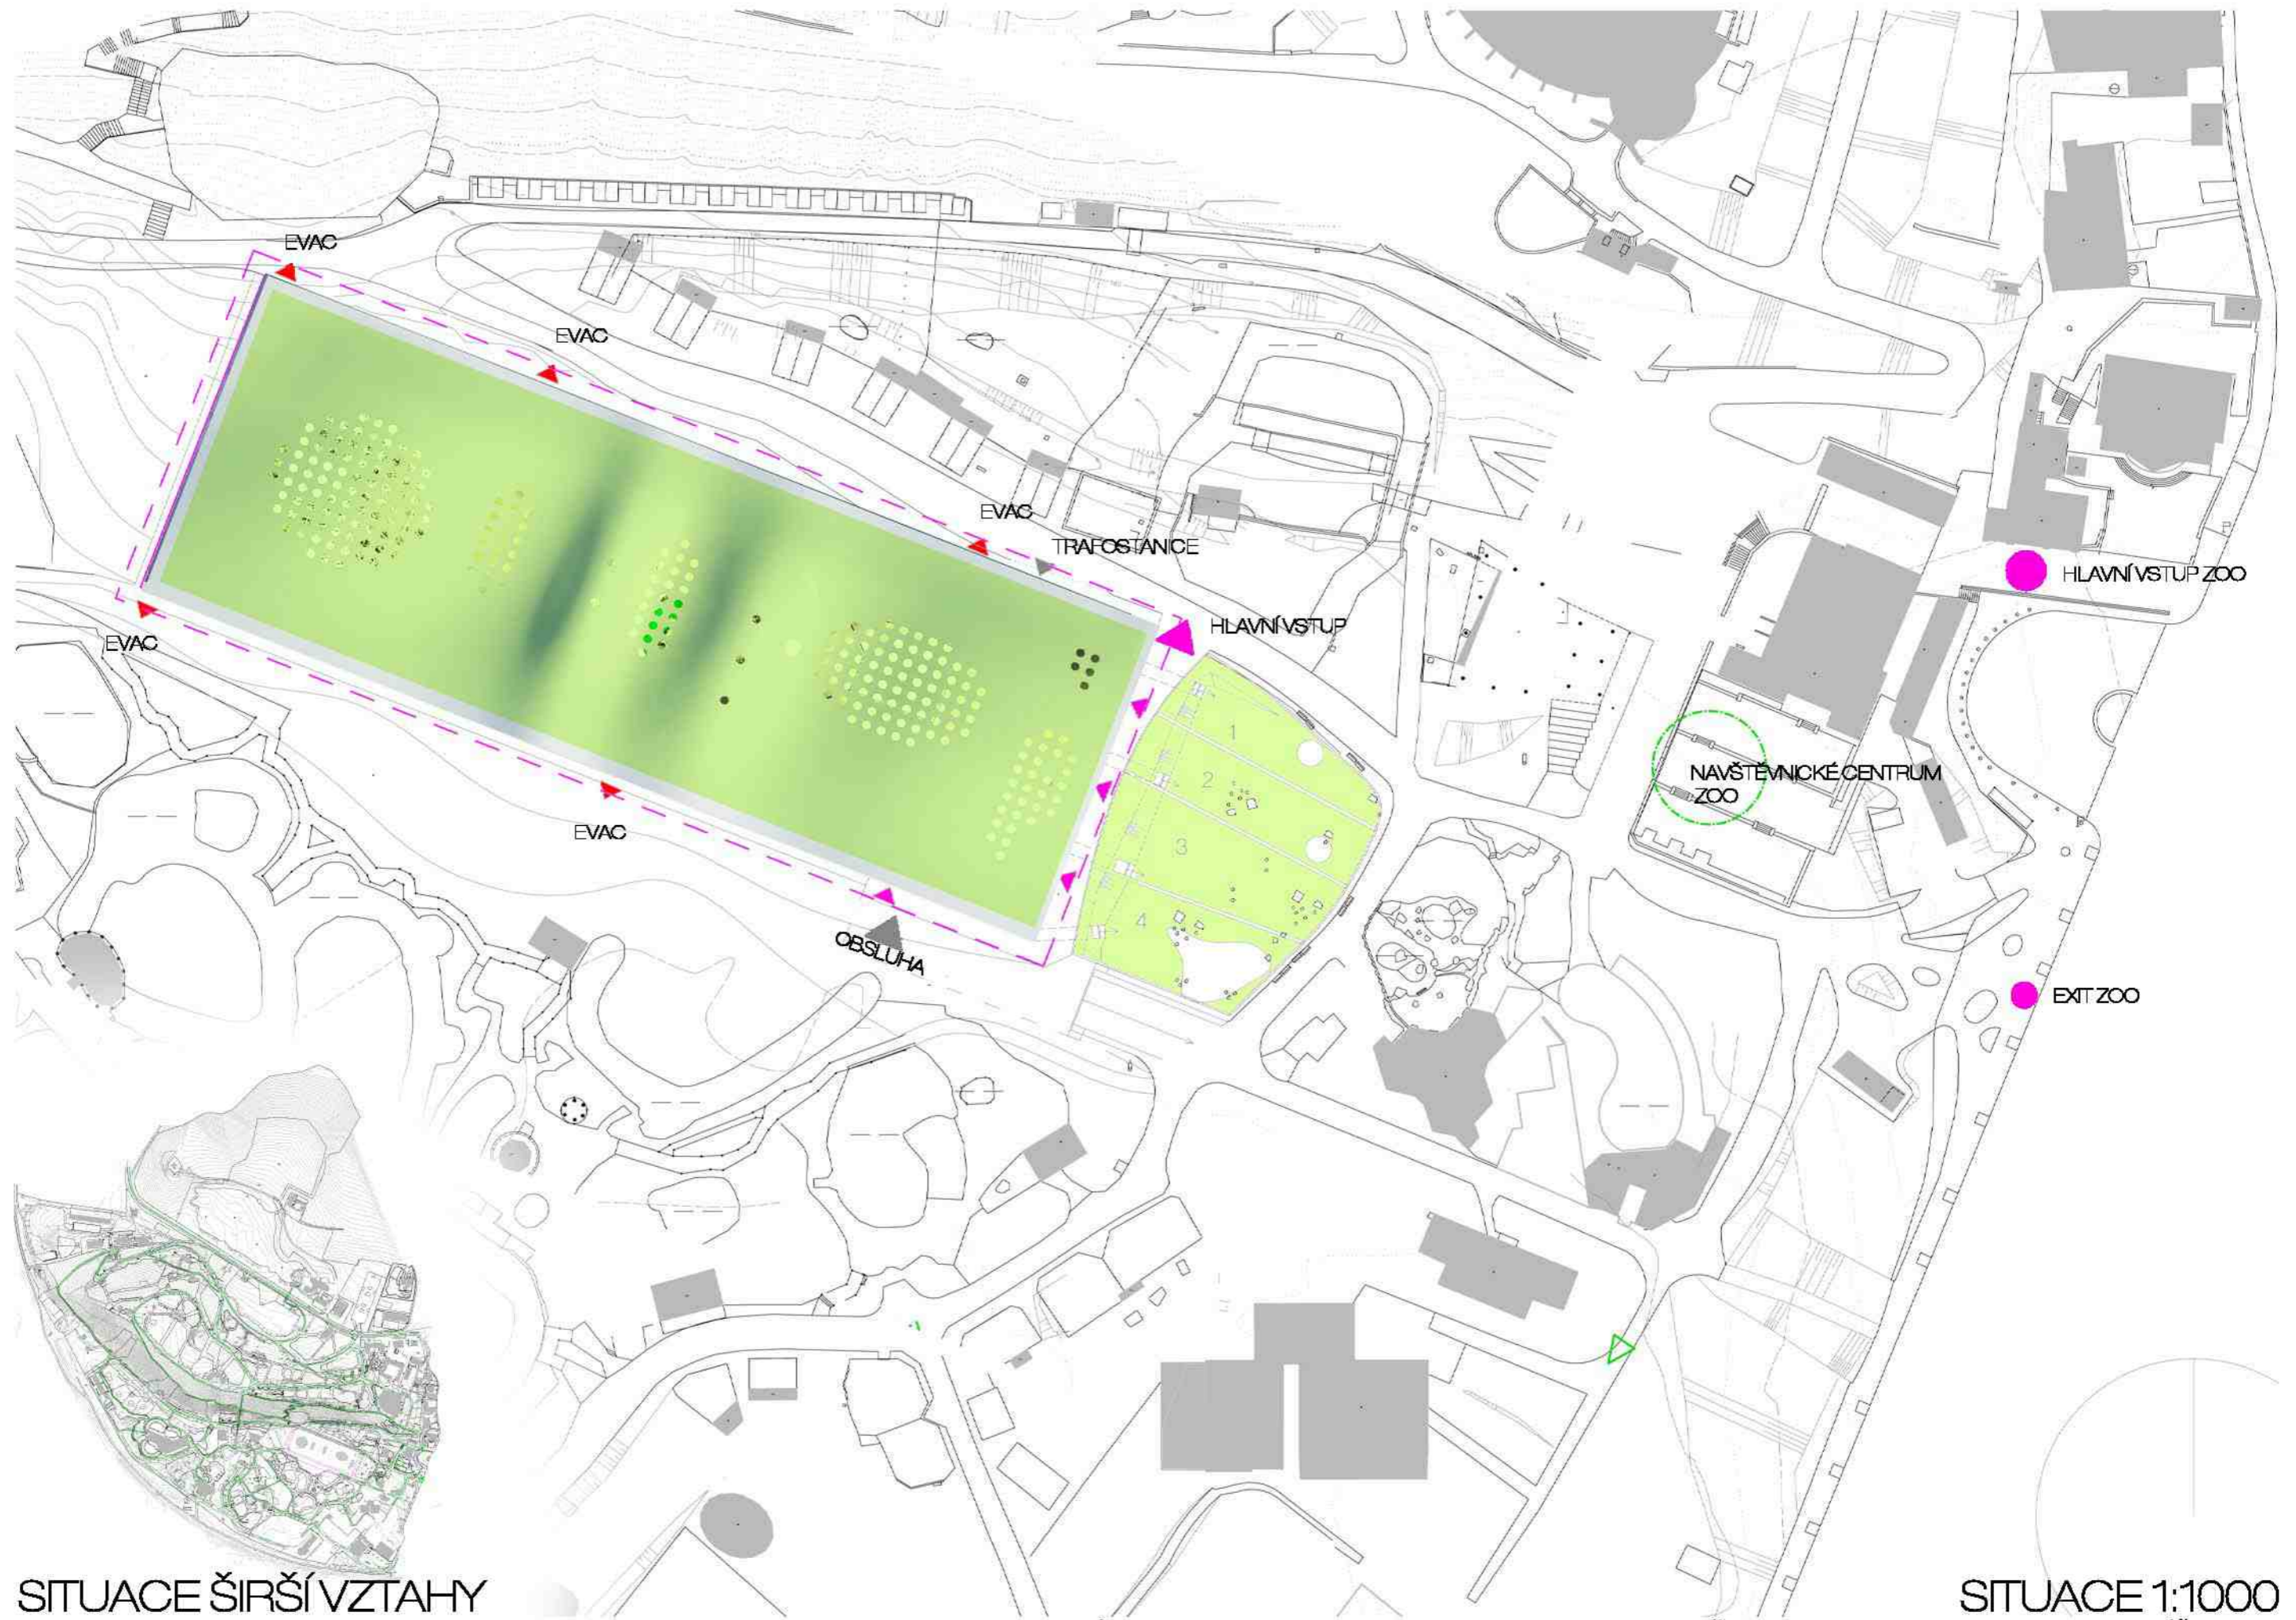 EVAC
EVAC
EVAC
TRAFOSTANICE
HLAVNÍ VSTUP ZOO
HLAVNÍ VSTUP
EVAC
1
2
NAVŠTĚVNICKÉ CENTRUM
ZOO
EVAC
3
4
OBSLUHA
EXIT ZOO
SITUACE ŠIRŠÍ VZTAHY
SITUACE 1:1000